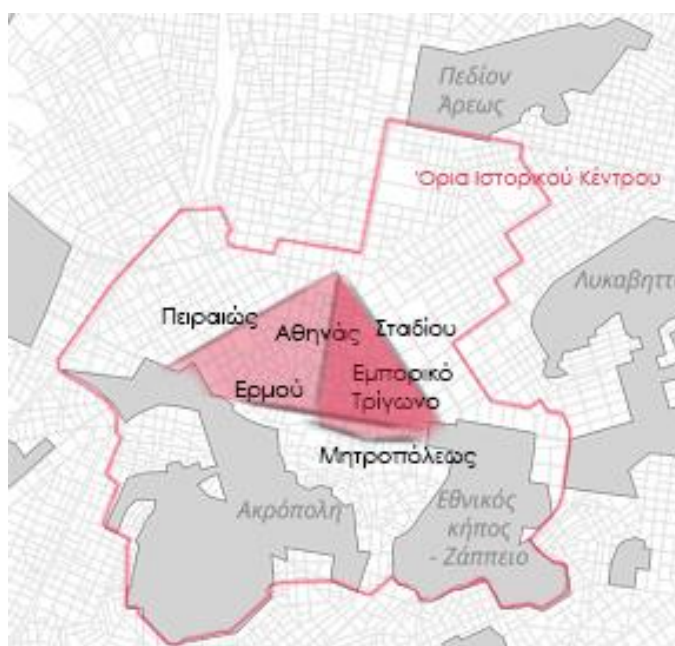 Πεδίον
Άρεως
Όρια Ιστορικού Κέντρου
Λυκαβηττ
Πειραιώς
Αθηνάς
Σταδίου
Εμπορικό
Τρίγωνο
Ερμού
Μητροπόλεως
Ακρόπολη
Εθνικός
κήπος
- Ζάππειο